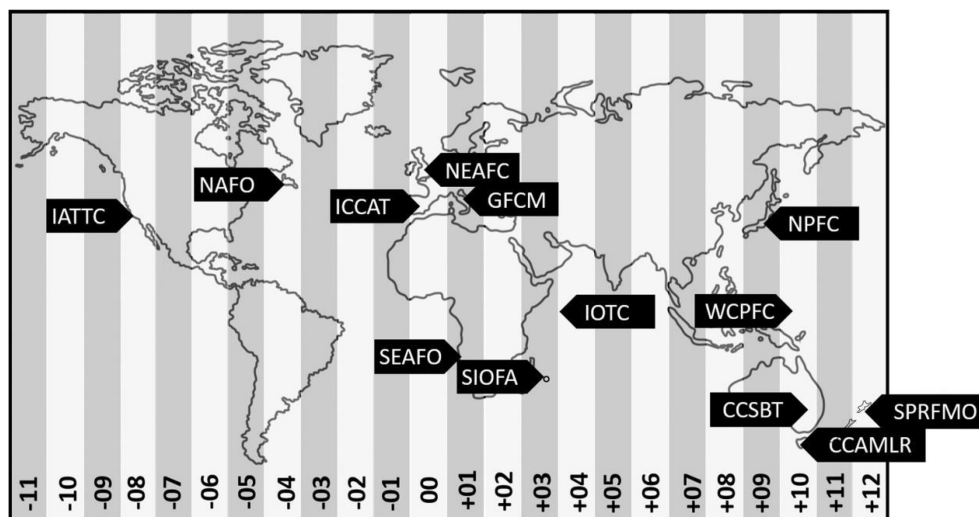 NEAFC
NAFO
GFCM
ICCAT
IATTC
NPFC
IOTC
WCPFC
SEAFO
SIOFA
CCSBT
SPRFMO
CCAMLR
-11 -10 -09 -08 -07 -06 -05 -04 -03 -02 -01 00 +01 +02 +03 +04 +05 +06 +07 +08 +09 +10 +11 +12